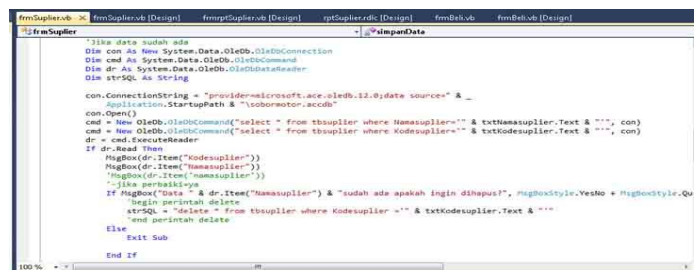 frmSuplier.vb × frmSuplier.vb [Design] frmrptSuplier.vb [Design] rptSuplier.rdlc [Design] frmBeli.vb frmBeli.vb [Design]
frmSuplier simpanData
'Jika data sudah ada
Dim con As New System.Data.OleDb.OleDbConnection
Dim cmd As System.Data.OleDb.OleDbCommand
Dim dr As System.Data.OleDb.OleDbDataReader
Dim strSQL As String
con.ConnectionString = "provider=microsoft.ace.oledb.12.0;data source=" & _
Application.StartupPath & "\sobormotor.accdb"
con.Open()
cmd = New OleDb.OleDbCommand("select * from tbsuplier where Namasuplier='" & txtNamasuplier.Text & "'", con)
cmd = New OleDb.OleDbCommand("select * from tbsuplier where Kodesuplier='" & txtKodesuplier.Text & "'", con)
dr = cmd.ExecuteReader
If dr.Read Then
MsgBox(dr.Item("Kodesuplier"))
MsgBox(dr.Item("Namasuplier"))
'MsgBox(dr.Item('namasuplier'))
'-jika perbaiki=ya
If MsgBox("Data " & dr.Item("Namasuplier") & "sudah ada apakah ingin dihapus?", MsgBoxStyle.YesNo + MsgBoxStyle.Qu
'begin perintah delete
strSQL = "delete * from tbsuplier where Kodesuplier ='" & txtKodesuplier.Text & "'"
'end perintah delete
Else
Exit Sub
End If
100 %